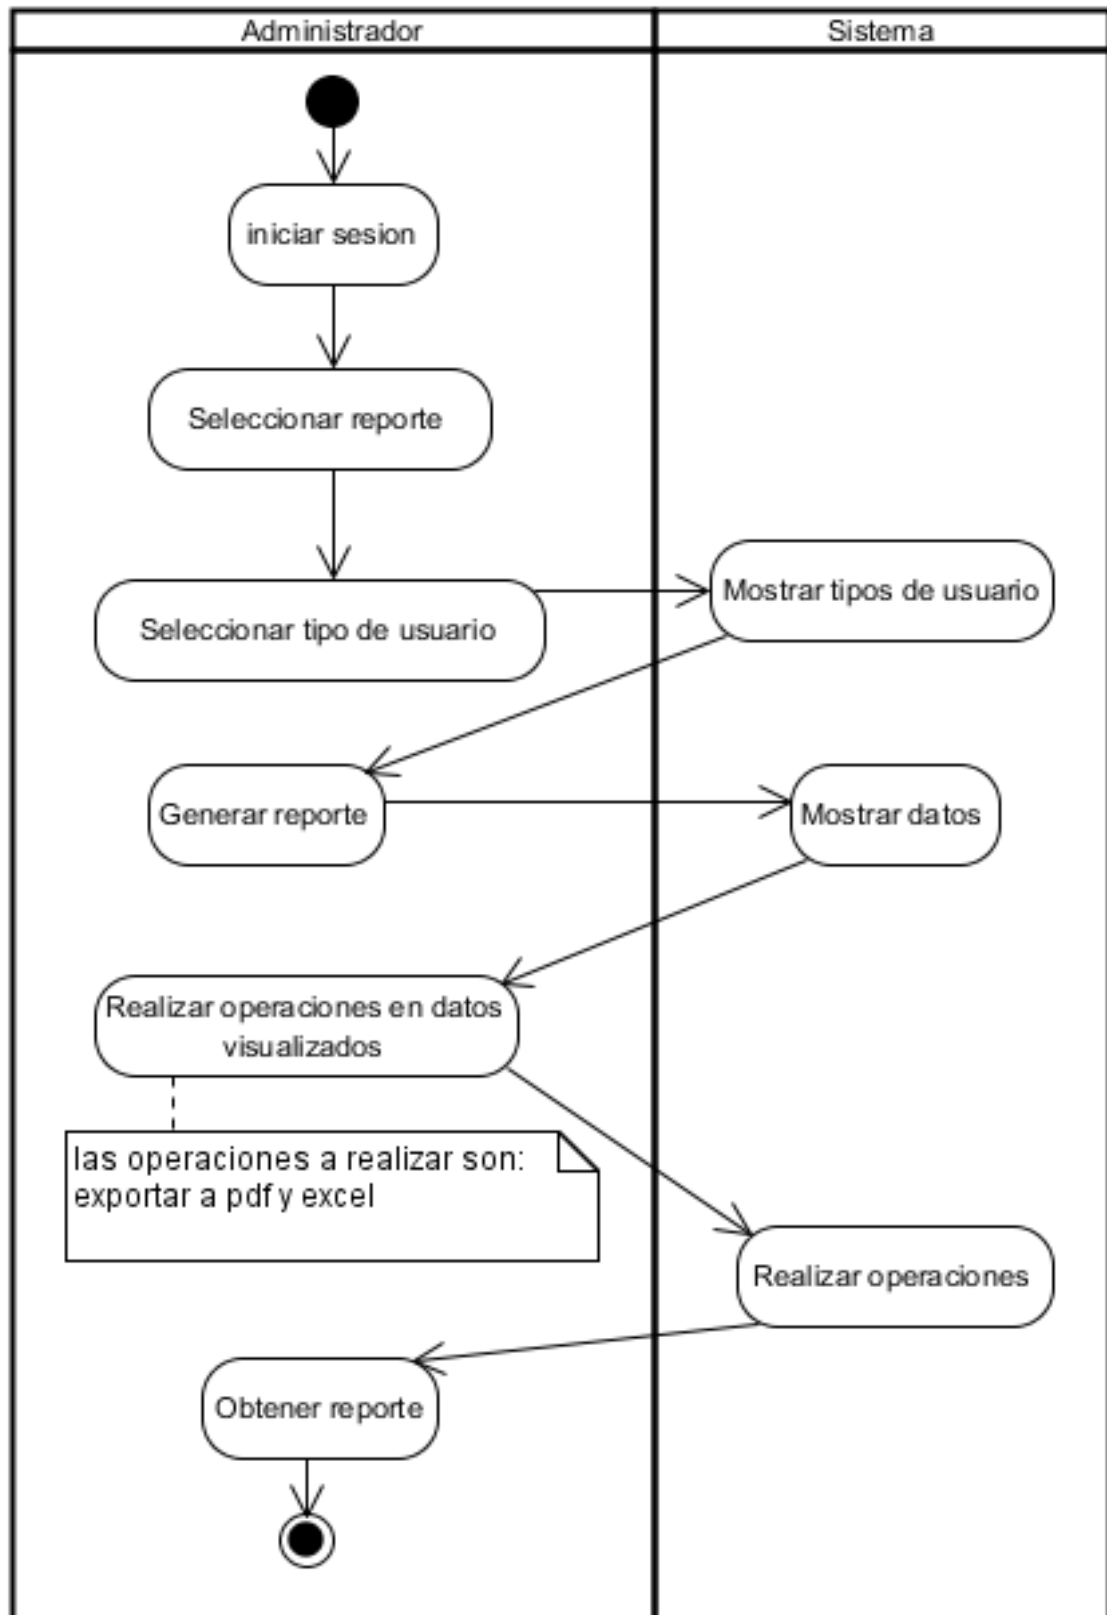 Administrador
Sistema
iniciar sesion
Seleccionar reporte
Seleccionar tipo de usuario
Mostrar tipos de usuario
Generar reporte
Mostrar datos
Realizar operaciones en datos
visualizados
las operaciones a realizar son:
exportar a pdf y excel
Realizar operaciones
Obtener reporte